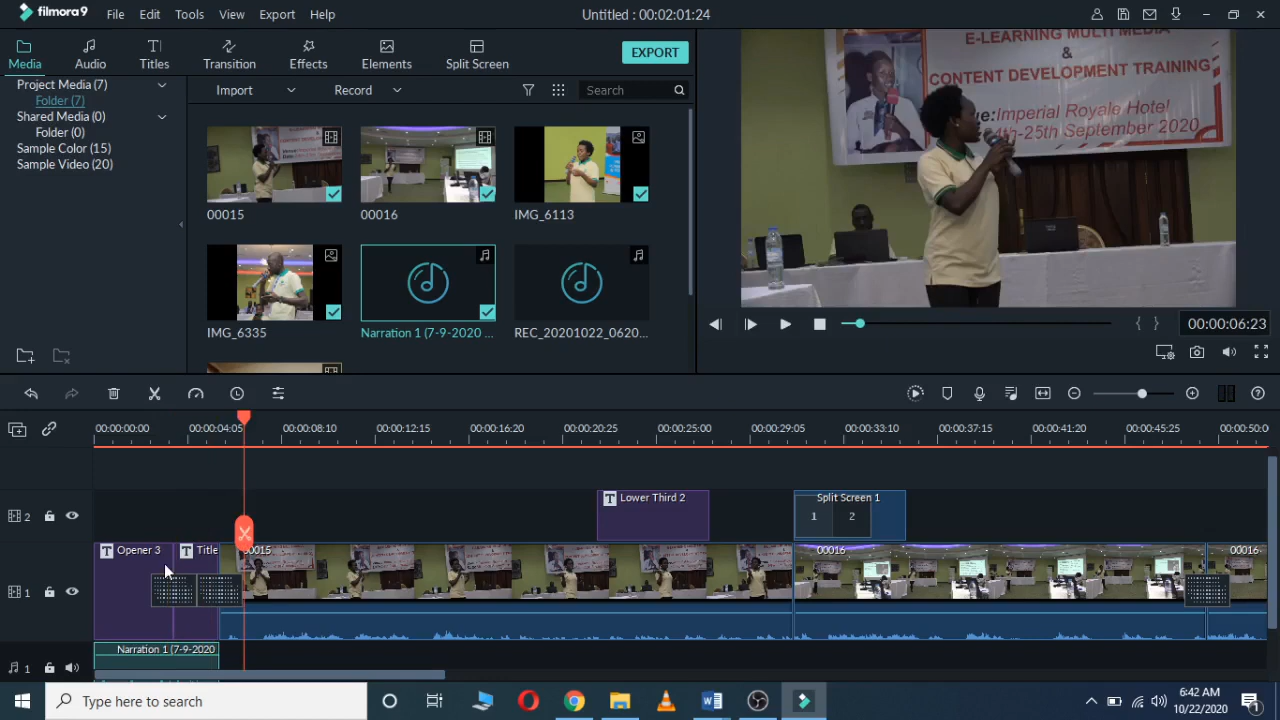 filmora9 File Edit Tools View Export Help Untitled : 00:02:01:24
Media Audio Titles Transition Effects Elements Split Screen EXPORT
Project Media (7)
Folder (7)
Shared Media (0)
Folder (0)
Sample Color (15)
Sample Video (20)
Import Record Search
00015 00016 IMG_6113
IMG_6335 Narration 1 (7-9-2020 ... REC_20201022_0620...
E-LEARNING MULTI MEDIA
&
CONTENT DEVELOPMENT TRAINING
Imperial Royale Hotel
25th September 2020
{ } 00:00:06:23
00:00:00:00 00:00:04:05 00:00:08:10 00:00:12:15 00:00:16:20 00:00:20:25 00:00:25:00 00:00:29:05 00:00:33:10 00:00:37:15 00:00:41:20 00:00:45:25 00:00:50:0
2 T Lower Third 2 Split Screen 1
1 2
T Opener 3 T Title 00015 00016 00016
1
Narration 1 (7-9-2020
1
Type here to search
6:42 AM
10/22/2020
1